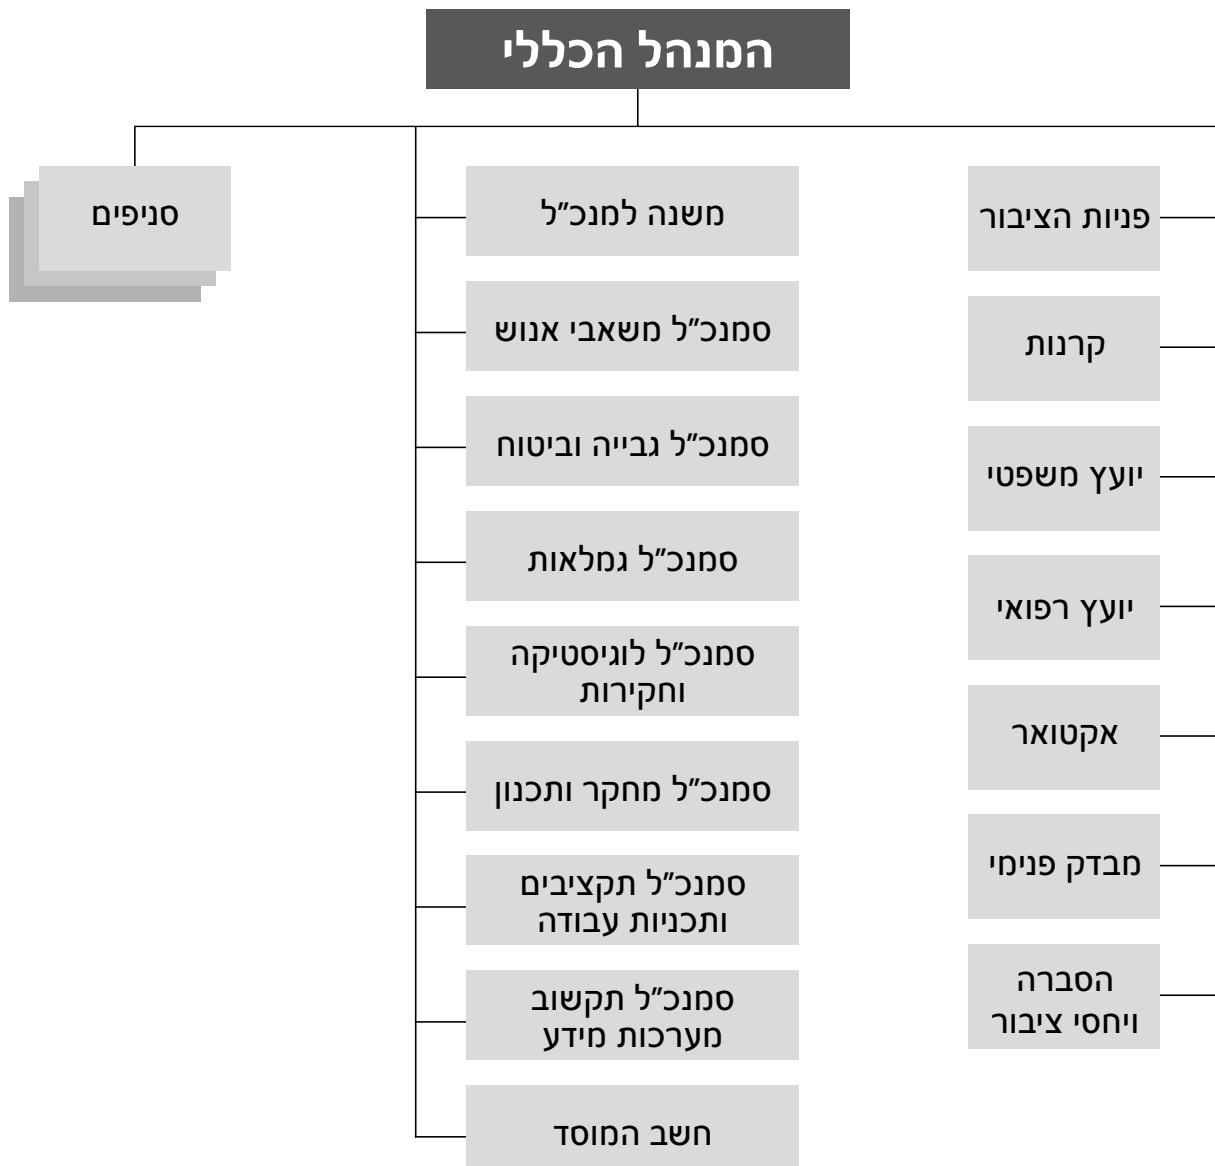 המנהל הכללי
פניות הציבור
קרנות
יועץ משפטי
יועץ רפואי
אקטואר
מבדק פנימי
הסברה
ויחסי ציבור
משנה למנכ״ל
סמנכ״ל משאבי אנוש
סמנכ״ל גבייה וביטוח
סמנכ״ל גמלאות
סמנכ״ל לוגיסטיקה
וחקירות
סמנכ״ל מחקר ותכנון
סמנכ״ל תקציבים
ותכניות עבודה
סמנכ״ל תקשוב
מערכות מידע
חשב המוסד
סניפים